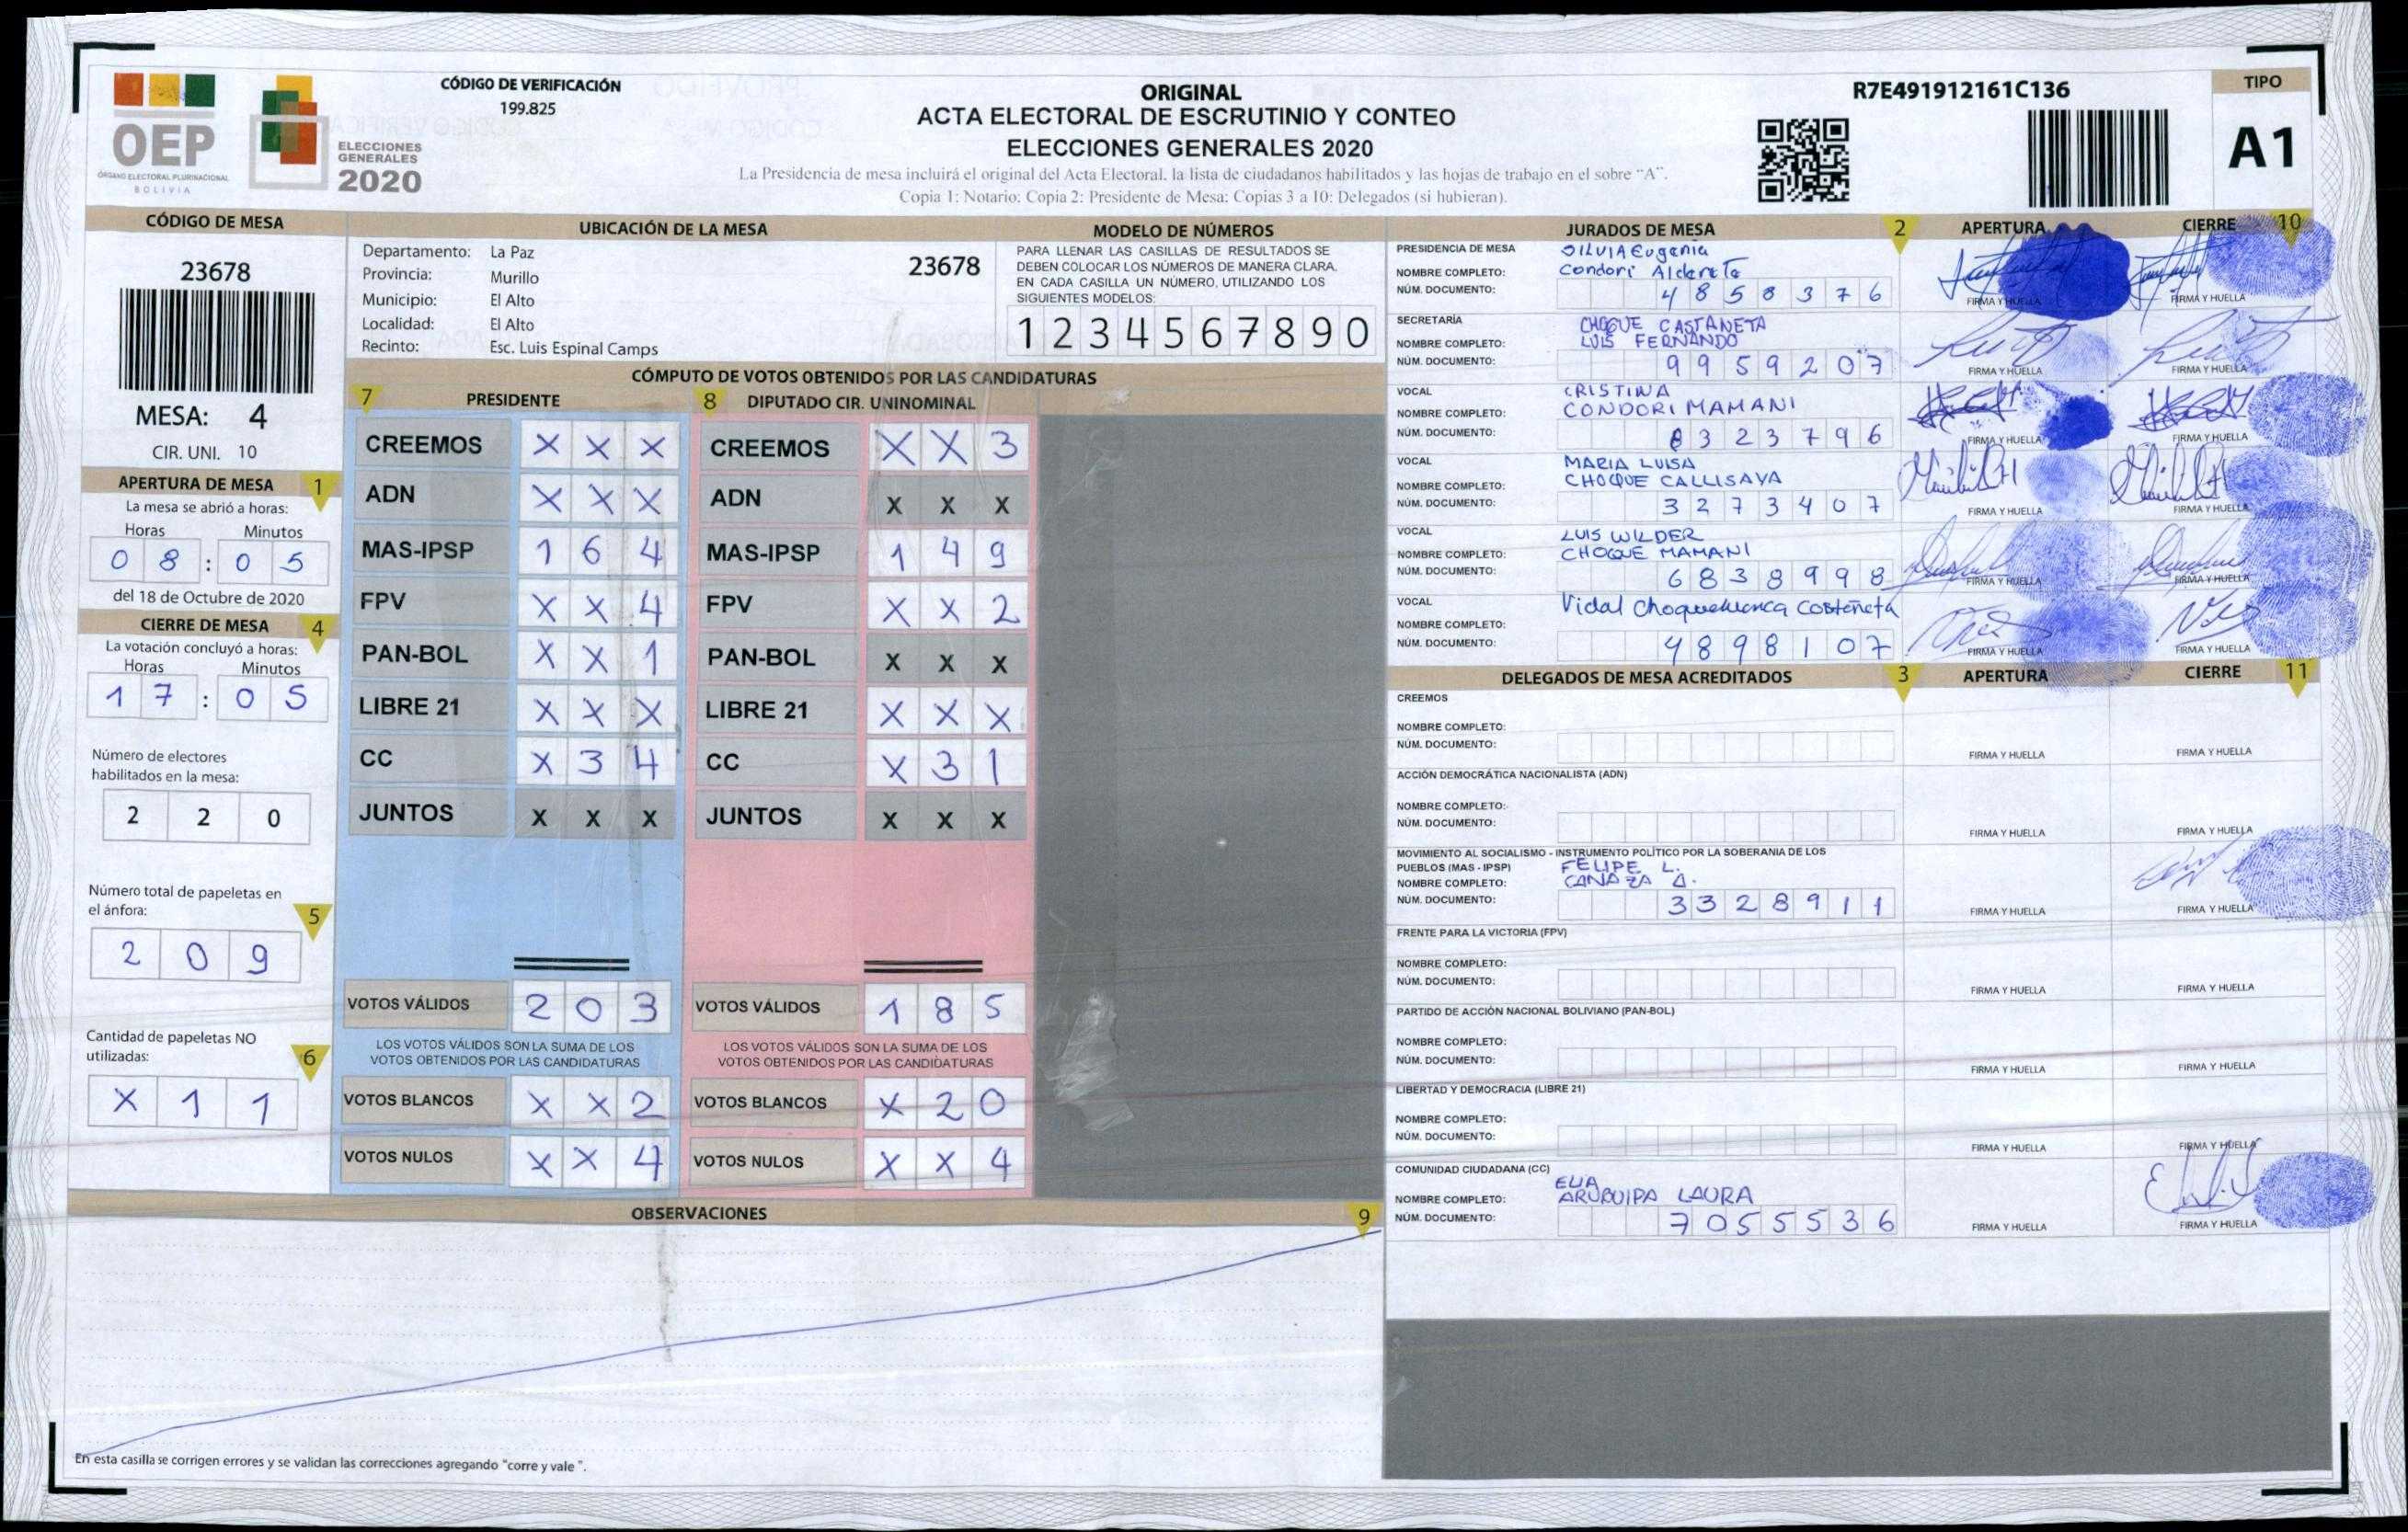 OEP
ÓRGANO ELECTORAL PLURINACIONAL
BOLIVIA
ELECCIONES
GENERALES
2020
CÓDIGO DE VERIFICACIÓN
199.825
ORIGINAL
ACTA ELECTORAL DE ESCRUTINIO Y CONTEO
ELECCIONES GENERALES 2020
La Presidencia de mesa incluirá el original del Acta Electoral, la lista de ciudadanos habilitados y las hojas de trabajo en el sobre "A".
Copia 1: Notario: Copia 2: Presidente de Mesa: Copias 3 a 10: Delegados (si hubieran).
R7E491912161C136
TIPO
A1
CÓDIGO DE MESA
23678
MESA: 4
CIR. UNI. 10
APERTURA DE MESA 1
La mesa se abrió a horas:
Horas Minutos
0 8 : 0 5
del 18 de Octubre de 2020
CIERRE DE MESA 4
La votación concluyó a horas:
Horas Minutos
1 7 : 0 5
Número de electores
habilitados en la mesa:
2 2 0
Número total de papeletas en
el ánfora: 5
2 0 9
Cantidad de papeletas NO
utilizadas: 6
X 1 1
UBICACIÓN DE LA MESA
Departamento: La Paz
23678
Provincia: Murillo
Municipio: El Alto
Localidad: El Alto
Recinto: Esc. Luis Espinal Camps
MODELO DE NÚMEROS
PARA LLENAR LAS CASILLAS DE RESULTADOS SE
DEBEN COLOCAR LOS NÚMEROS DE MANERA CLARA.
EN CADA CASILLA UN NÚMERO, UTILIZANDO LOS
SIGUIENTES MODELOS:
1 2 3 4 5 6 7 8 9 0
CÓMPUTO DE VOTOS OBTENIDOS POR LAS CANDIDATURAS
7 PRESIDENTE
CREEMOS X X X
ADN X X X
MAS-IPSP 1 6 4
FPV X X 4
PAN-BOL X X 1
LIBRE 21 X X X
CC X 3 4
JUNTOS X X X
VOTOS VÁLIDOS 2 0 3
LOS VOTOS VÁLIDOS SON LA SUMA DE LOS
VOTOS OBTENIDOS POR LAS CANDIDATURAS
VOTOS BLANCOS X X 2
VOTOS NULOS X X 4
8 DIPUTADO CIR. UNINOMINAL
CREEMOS X X 3
ADN X X X
MAS-IPSP 1 4 9
FPV X X 2
PAN-BOL X X X
LIBRE 21 X X X
CC X 3 1
JUNTOS X X X
VOTOS VÁLIDOS 1 8 5
LOS VOTOS VÁLIDOS SON LA SUMA DE LOS
VOTOS OBTENIDOS POR LAS CANDIDATURAS
VOTOS BLANCOS X 2 0
VOTOS NULOS X X 4
OBSERVACIONES 9
En esta casilla se corrigen errores y se validan las correcciones agregando "corre y vale ".
JURADOS DE MESA 2 APERTURA CIERRE 10
PRESIDENCIA DE MESA SILVIA Eugenia
NOMBRE COMPLETO: Condori
NÚM. DOCUMENTO: 4 8 5 8 3 7 6
FIRMA Y HUELLA FIRMA Y HUELLA
SECRETARÍA CHOQUE CASTAÑETA
NOMBRE COMPLETO: LUIS FERNANDO
NÚM. DOCUMENTO: 9 9 5 9 2 0 7
FIRMA Y HUELLA FIRMA Y HUELLA
VOCAL CRISTINA
NOMBRE COMPLETO: CONDORI MAMANI
NÚM. DOCUMENTO: 8 3 2 3 7 9 6
FIRMA Y HUELLA FIRMA Y HUELLA
VOCAL MARIA LUISA
NOMBRE COMPLETO: CHOQUE CALLISAYA
NÚM. DOCUMENTO: 3 2 7 3 4 0 7
FIRMA Y HUELLA FIRMA Y HUELLA
VOCAL LUIS WILDER
NOMBRE COMPLETO: CHOQUE MAMANI
NÚM. DOCUMENTO: 6 8 3 8 9 9 8
FIRMA Y HUELLA FIRMA Y HUELLA
VOCAL Vidal Choquehuanca Costañeta
NOMBRE COMPLETO:
NÚM. DOCUMENTO: 4 8 9 8 1 0 7
FIRMA Y HUELLA FIRMA Y HUELLA
DELEGADOS DE MESA ACREDITADOS 3 APERTURA CIERRE 11
CREEMOS
NOMBRE COMPLETO:
NÚM. DOCUMENTO:
FIRMA Y HUELLA FIRMA Y HUELLA
ACCIÓN DEMOCRÁTICA NACIONALISTA (ADN)
NOMBRE COMPLETO:
NÚM. DOCUMENTO:
FIRMA Y HUELLA FIRMA Y HUELLA
MOVIMIENTO AL SOCIALISMO - INSTRUMENTO POLÍTICO POR LA SOBERANIA DE LOS
PUEBLOS (MAS - IPSP) FELIPE L.
NOMBRE COMPLETO: CANAZA A.
NÚM. DOCUMENTO: 3 3 2 8 9 1 1
FIRMA Y HUELLA FIRMA Y HUELLA
FRENTE PARA LA VICTORIA (FPV)
NOMBRE COMPLETO:
NÚM. DOCUMENTO:
FIRMA Y HUELLA FIRMA Y HUELLA
PARTIDO DE ACCIÓN NACIONAL BOLIVIANO (PAN-BOL)
NOMBRE COMPLETO:
NÚM. DOCUMENTO:
FIRMA Y HUELLA FIRMA Y HUELLA
LIBERTAD Y DEMOCRACIA (LIBRE 21)
NOMBRE COMPLETO:
NÚM. DOCUMENTO:
FIRMA Y HUELLA FIRMA Y HUELLA
COMUNIDAD CIUDADANA (CC) ELIA
NOMBRE COMPLETO: ARUQUIPA LAURA
NÚM. DOCUMENTO: 7 0 5 5 5 3 6
FIRMA Y HUELLA FIRMA Y HUELLA